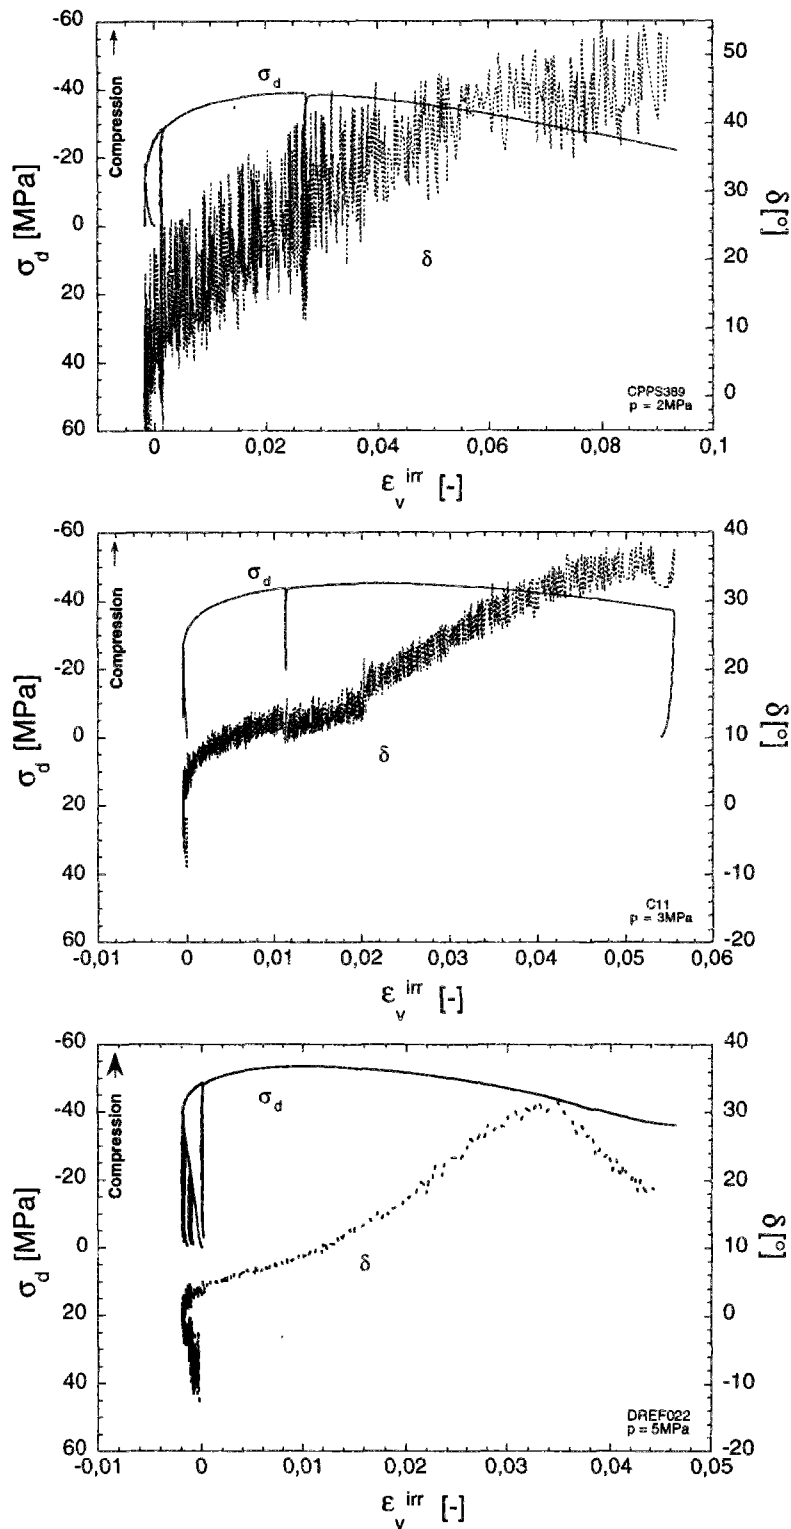 -60
-40
-20
0
20
40
60
σd [MPa]
Compression
σd
δ
50
40
30
20
10
0
δ[°]
CPPS389
p = 2MPa
0
0,02
0,04
0,06
0,08
0,1
εv irr [-]
-60
-40
-20
0
20
40
60
σd [MPa]
Compression
σd
δ
40
30
20
10
0
-10
-20
δ[°]
C11
p = 3MPa
-0,01
0
0,01
0,02
0,03
0,04
0,05
0,06
εv irr [-]
-60
-40
-20
0
20
40
60
σd [MPa]
Compression
σd
δ
40
30
20
10
0
-10
-20
δ[°]
DREF022
p = 5MPa
-0,01
0
0,01
0,02
0,03
0,04
0,05
εv irr [-]